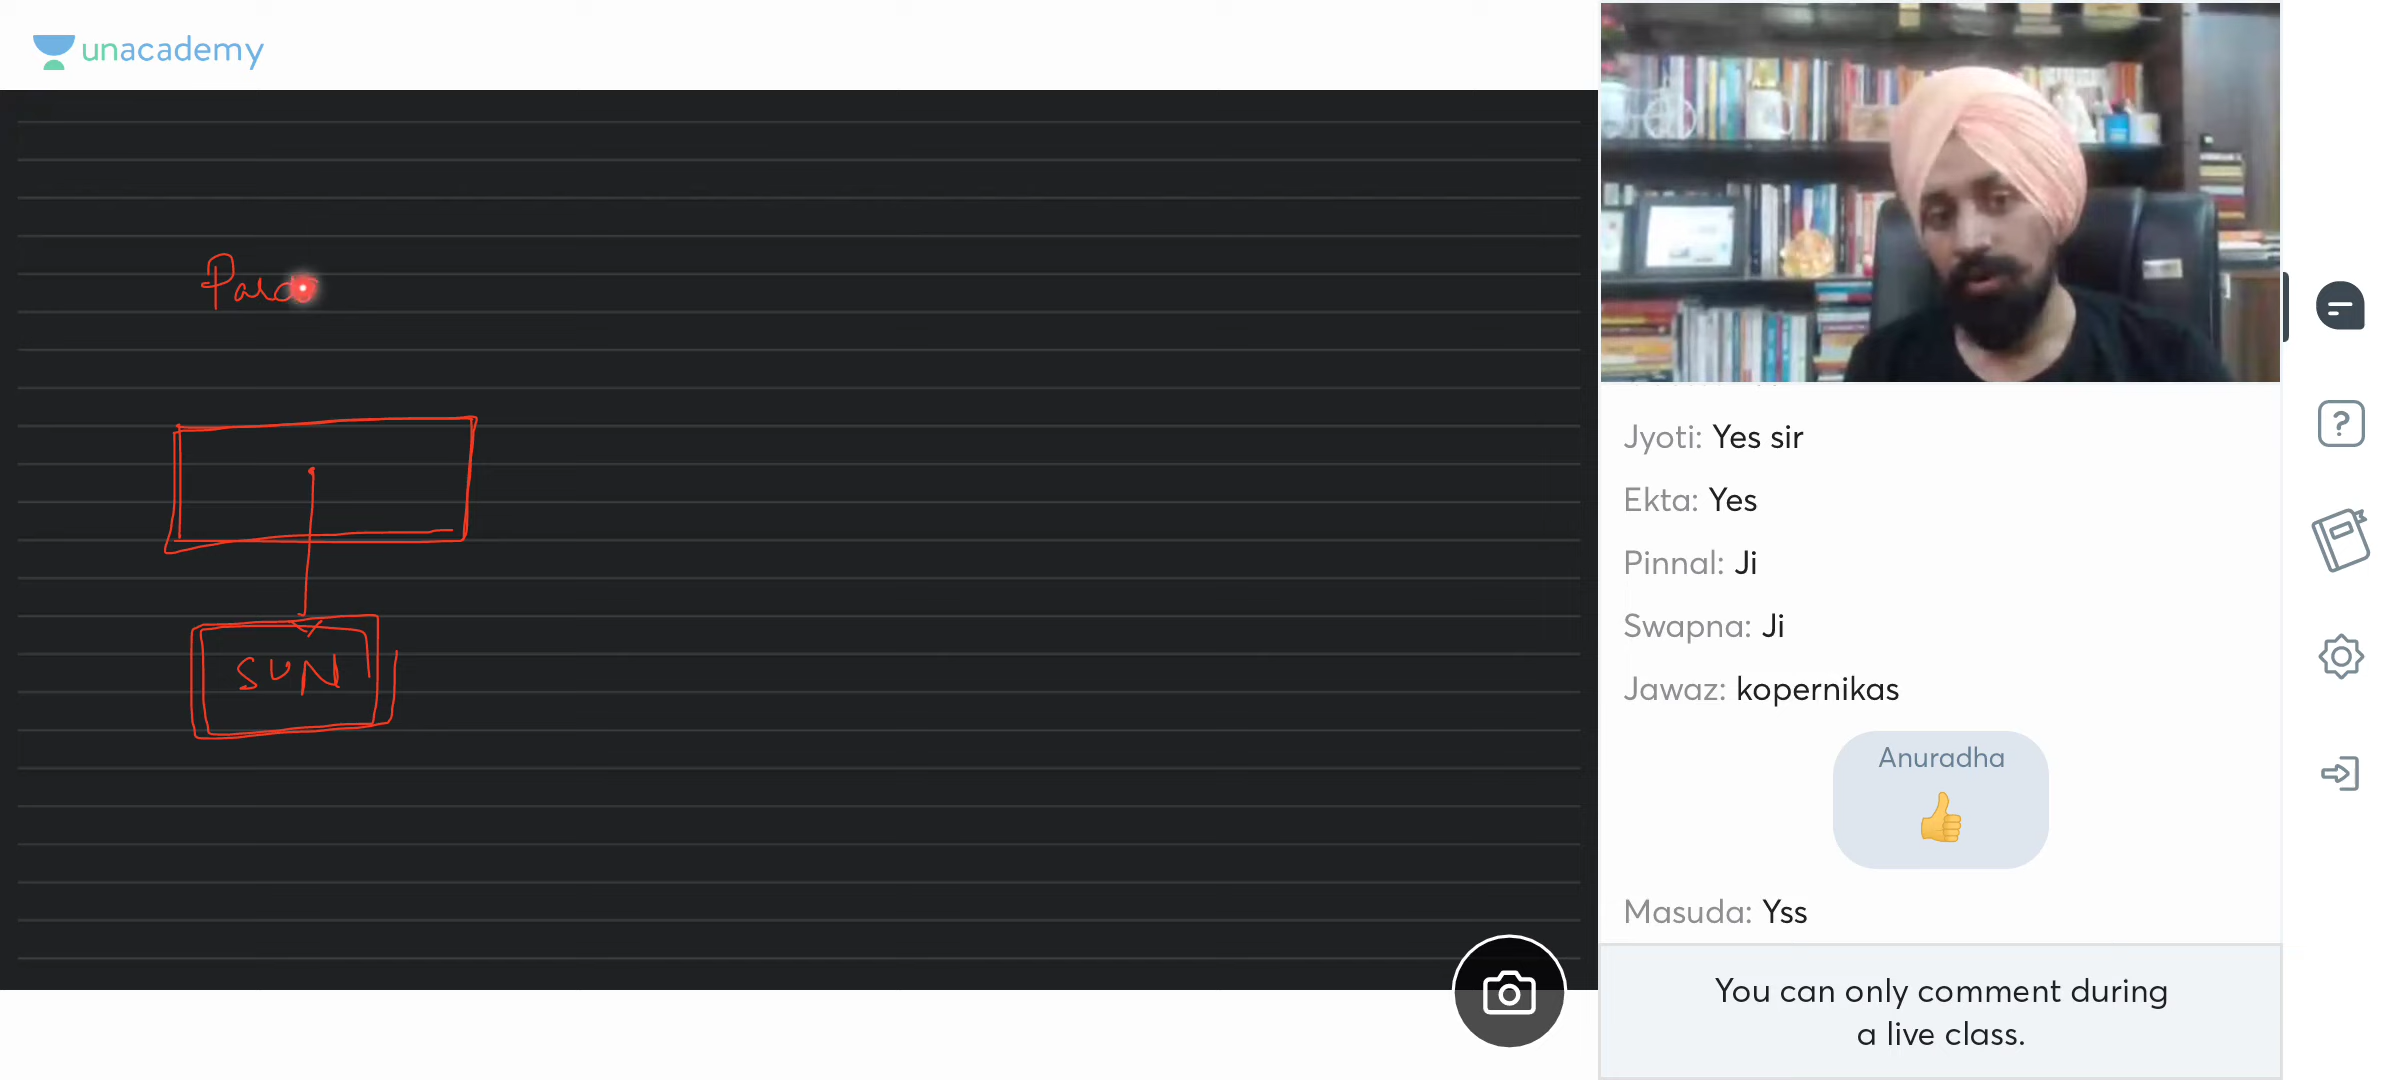 unacademy
SUN
Jyoti: Yes sir
Ekta: Yes
Pinnal: Ji
Swapna: Ji
Jawaz: kopernikas
Anuradha
Masuda: Yss
You can only comment during
a live class.